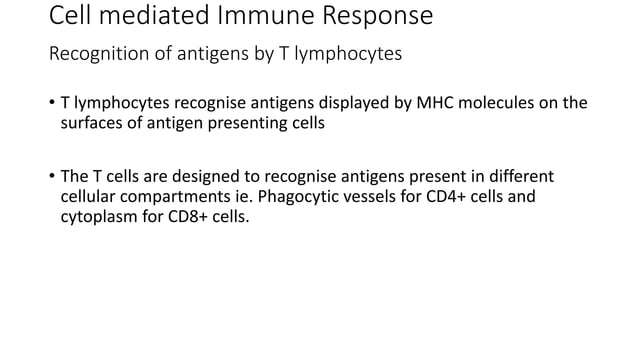 Cell mediated Immune Response
Recognition of antigens by T lymphocytes
• T lymphocytes recognise antigens displayed by MHC molecules on the
surfaces of antigen presenting cells
• The T cells are designed to recognise antigens present in different
cellular compartments ie. Phagocytic vessels for CD4+ cells and
cytoplasm for CD8+ cells.